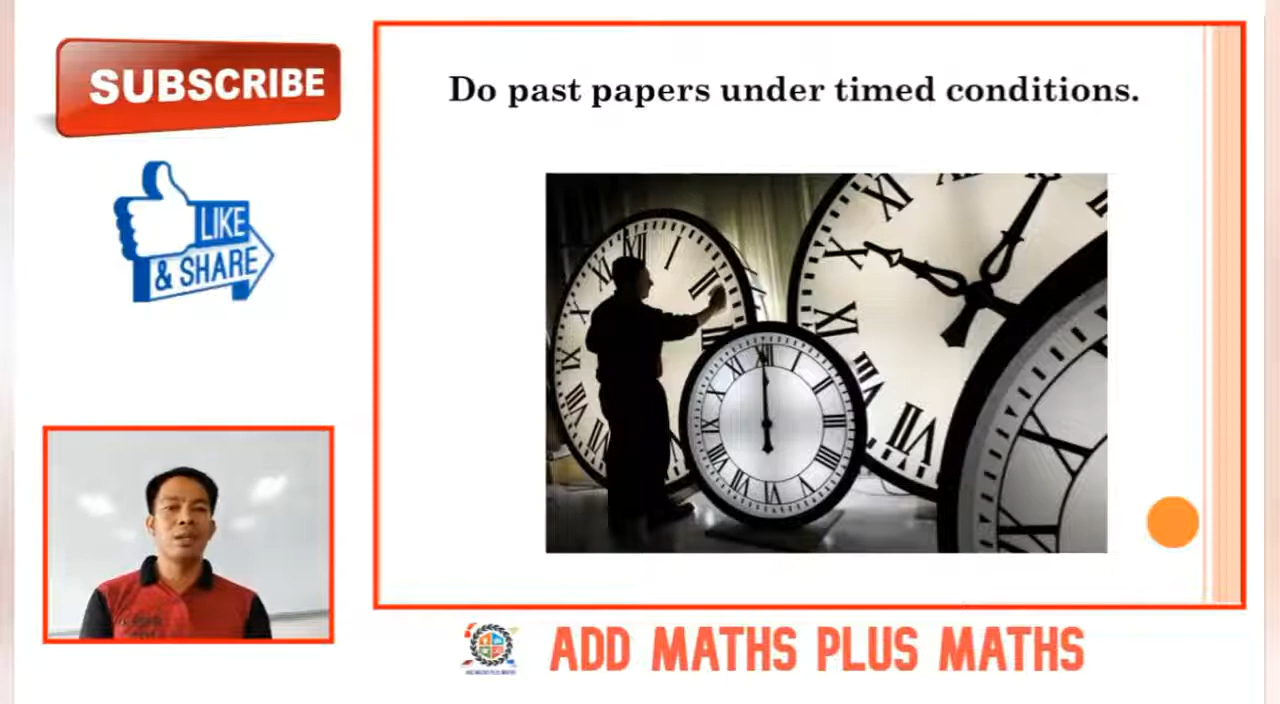 SUBSCRIBE
Do past papers under timed conditions.
LIKE
& SHARE
ADD MATHS PLUS MATHS